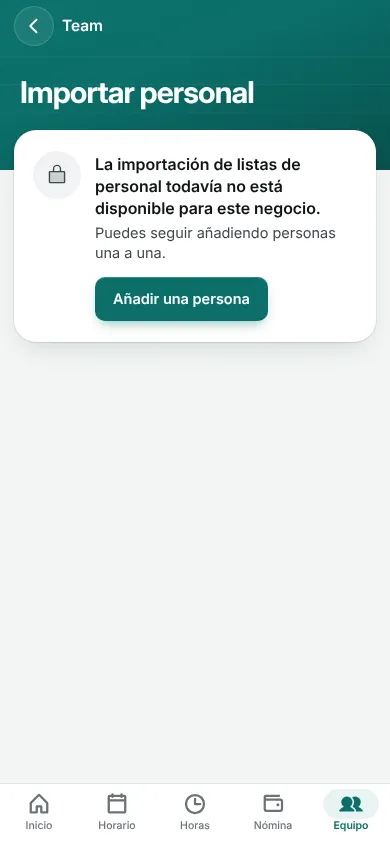 Team
Importar personal
La importación de listas de
personal todavía no está
disponible para este negocio.
Puedes seguir añadiendo personas
una a una.
Añadir una persona
Inicio
Horario
Horas
Nómina
Equipo